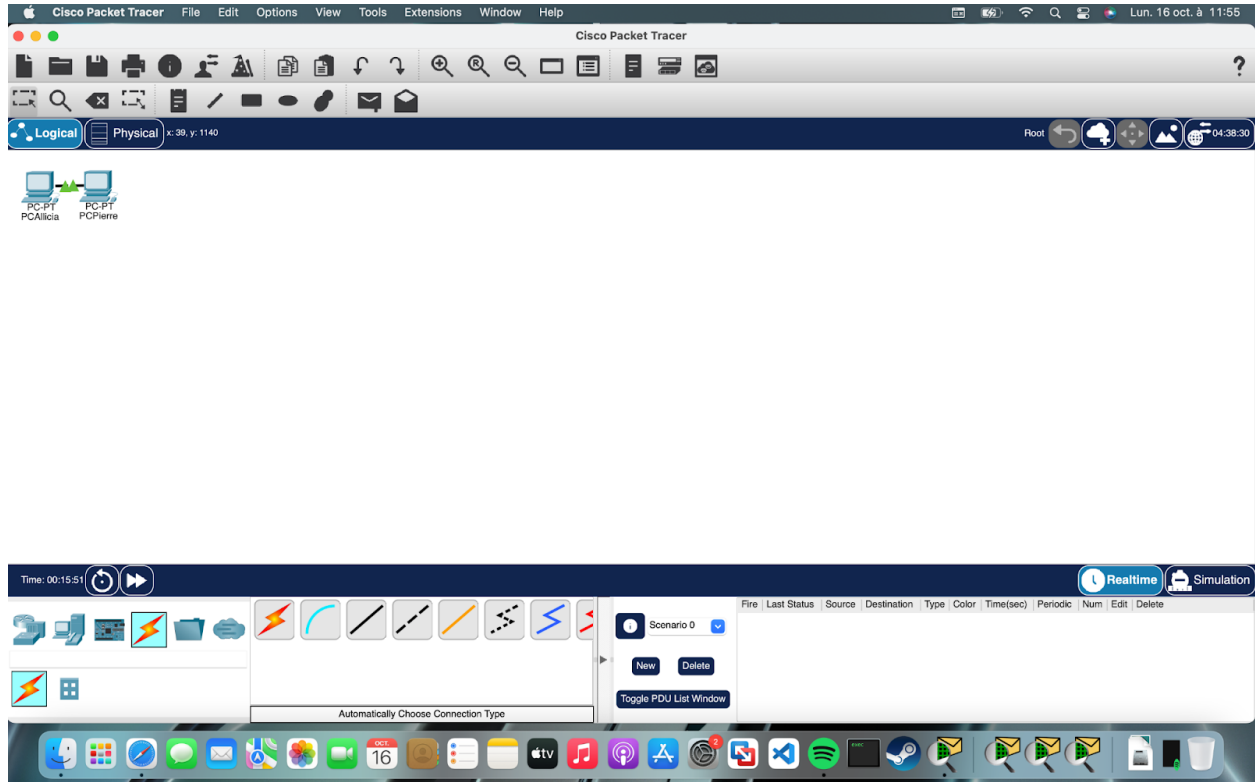 Cisco Packet Tracer File Edit Options View Tools Extensions Window Help Lun. 16 oct. à 11:55
Cisco Packet Tracer
?
Logical Physical x: 39, y: 1140 Root 04:38:30
PC-PT PC-PT
PCAllicia PCPierre
Time: 00:15:51 Realtime Simulation
Fire Last Status Source Destination Type Color Time(sec) Periodic Num Edit Delete
Scenario 0
New Delete
Toggle PDU List Window
Automatically Choose Connection Type
OCT.
16
tv
2
exec